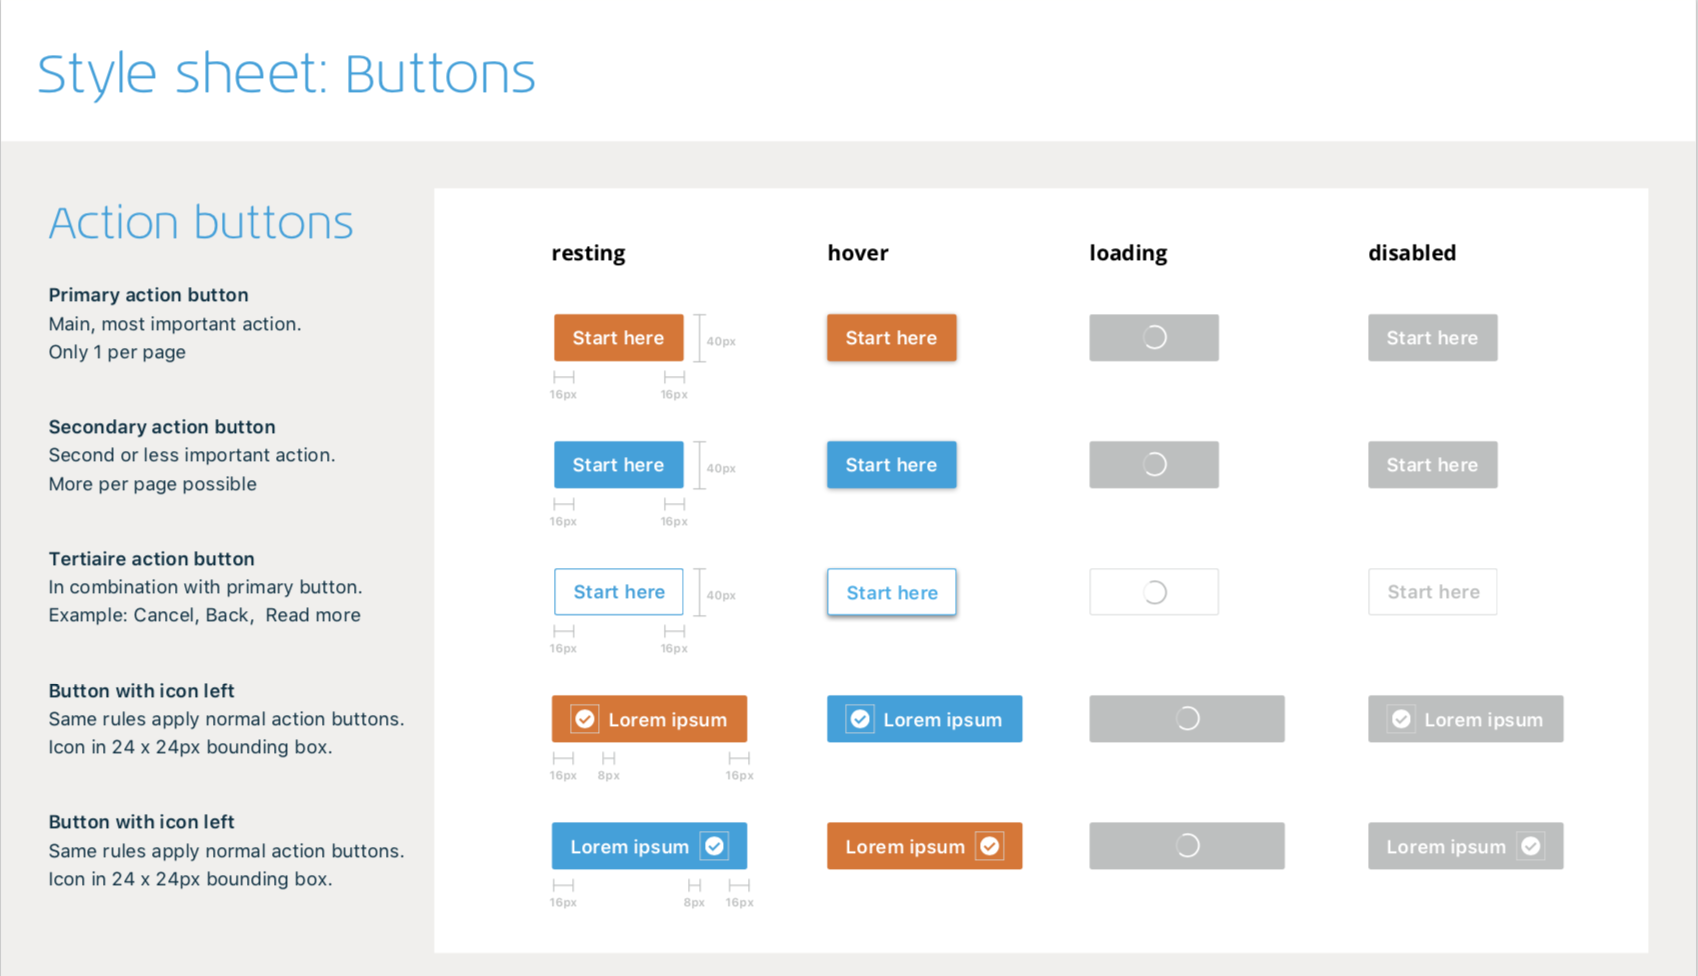 Style sheet: Buttons
Action buttons
Primary action button
Main, most important action.
Only 1 per page
Secondary action button
Second or less important action.
More per page possible
Tertiaire action button
In combination with primary button.
Example: Cancel, Back, Read more
Button with icon left
Same rules apply normal action buttons.
Icon in 24 x 24px bounding box.
Button with icon left
Same rules apply normal action buttons.
Icon in 24 x 24px bounding box.
resting hover loading disabled
Start here 40px Start here Start here
16px 16px
Start here 40px Start here Start here
16px 16px
Start here 40px Start here Start here
16px 16px
Lorem ipsum Lorem ipsum Lorem ipsum
16px 8px 16px
Lorem ipsum Lorem ipsum Lorem ipsum
16px 8px 16px